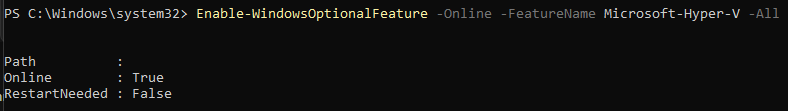 PS C:\Windows\system32> Enable-WindowsOptionalFeature -Online -FeatureName Microsoft-Hyper-V -All
Path          :
Online        : True
RestartNeeded : False